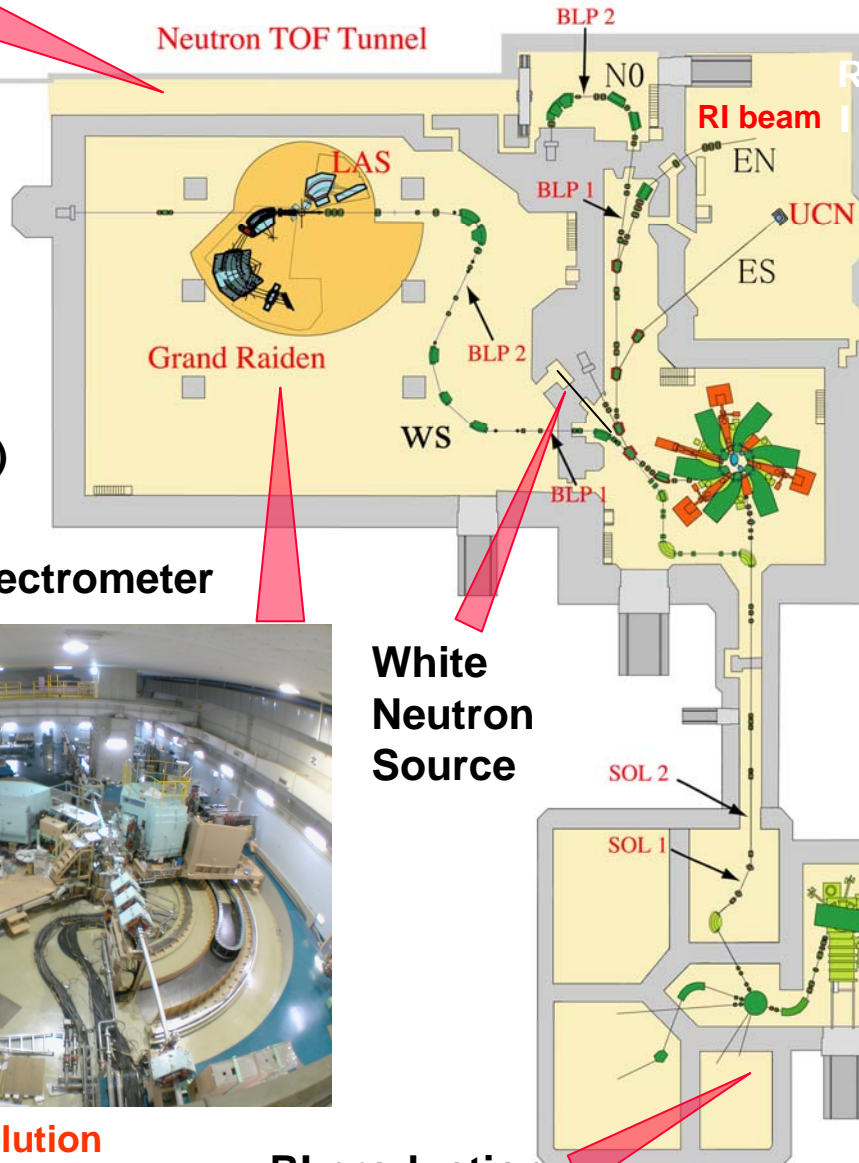 BLP 2
Neutron TOF Tunnel
N0
R
RI beam
I
EN
LAS
BLP 1
UCN
ES
Grand Raiden
BLP 2
WS
)
BLP 1
ectrometer
White
Neutron
Source
SOL 2
SOL 1
lution